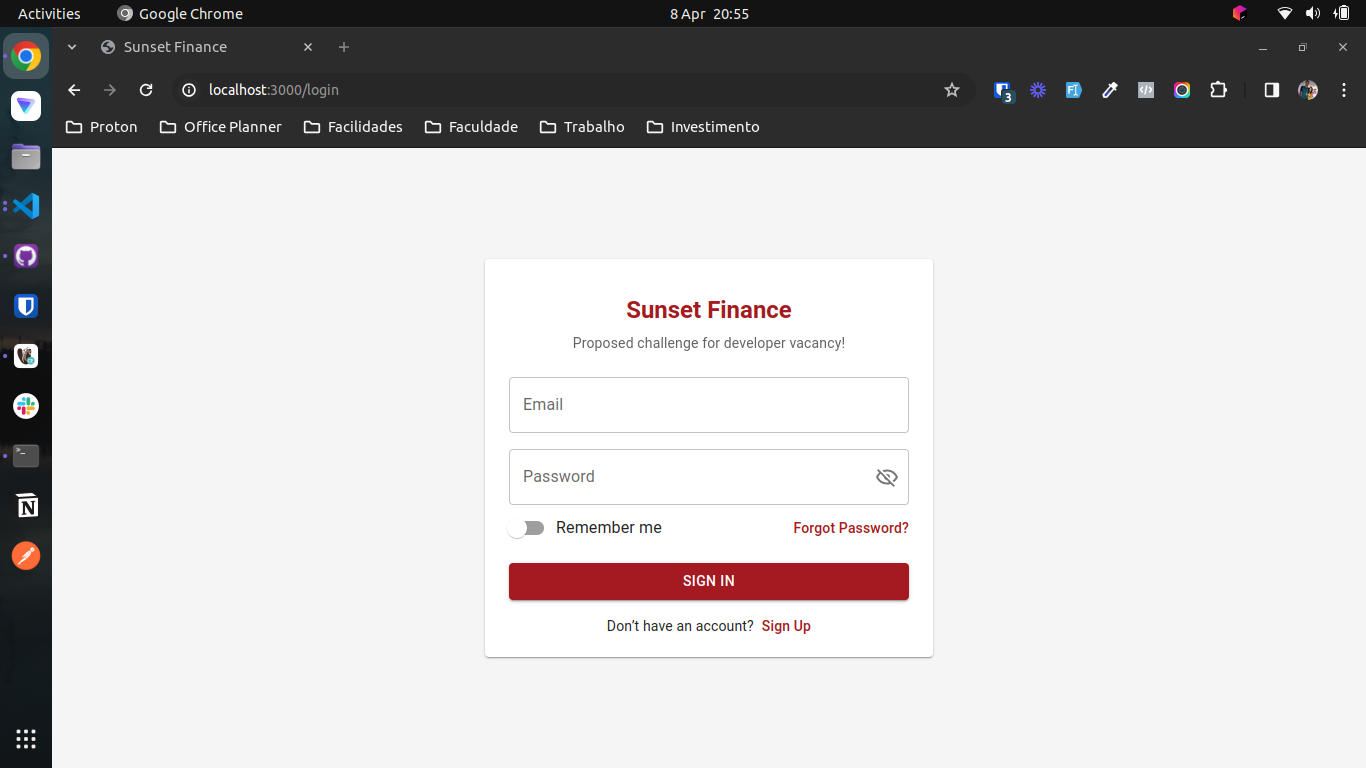 Activities Google Chrome 8 Apr 20:55
Sunset Finance
localhost:3000/login
3
Proton Office Planner Facilidades Faculdade Trabalho Investimento
Sunset Finance
Proposed challenge for developer vacancy!
Email
Password
Remember me Forgot Password?
SIGN IN
Don't have an account? Sign Up